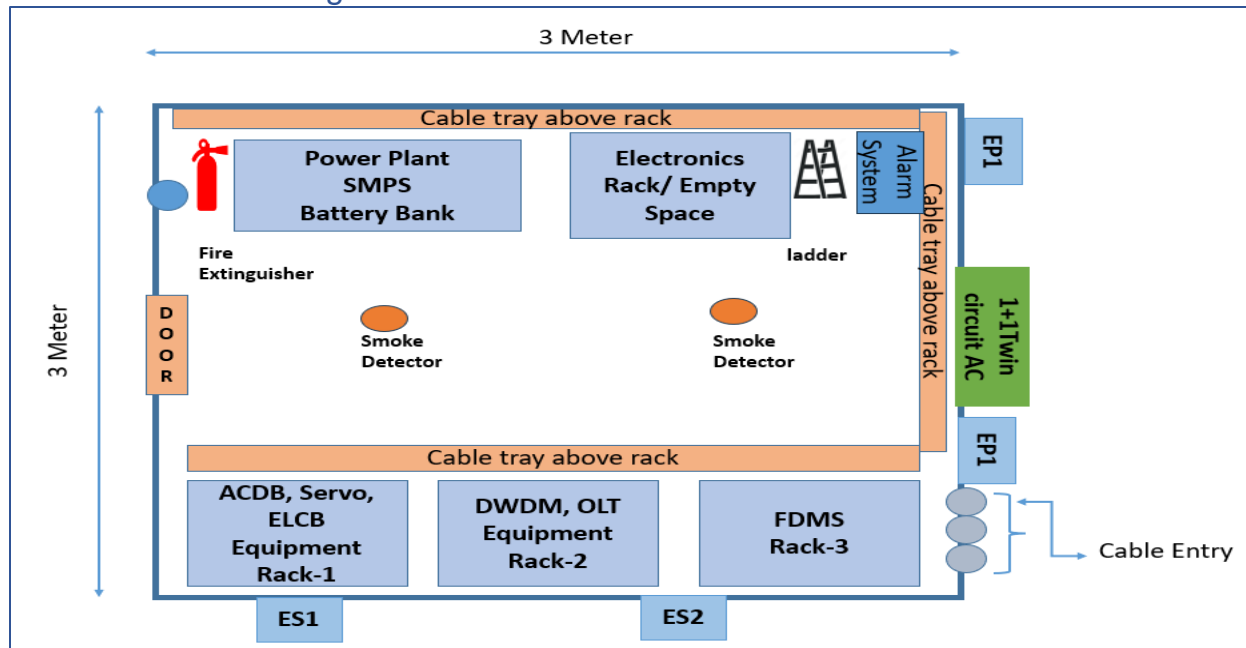 3 Meter
Cable tray above rack
EP1
Power Plant
SMPS
Battery Bank
Electronics
Rack/ Empty
Space
Alarm
System
Fire
Extinguisher
ladder
Cable tray above rack
3 Meter
DOOR
Smoke
Detector
Smoke
Detector
1+1Twin
circuit AC
Cable tray above rack
EP1
ACDB, Servo,
ELCB
Equipment
Rack-1
DWDM, OLT
Equipment
Rack-2
FDMS
Rack-3
Cable Entry
ES1
ES2